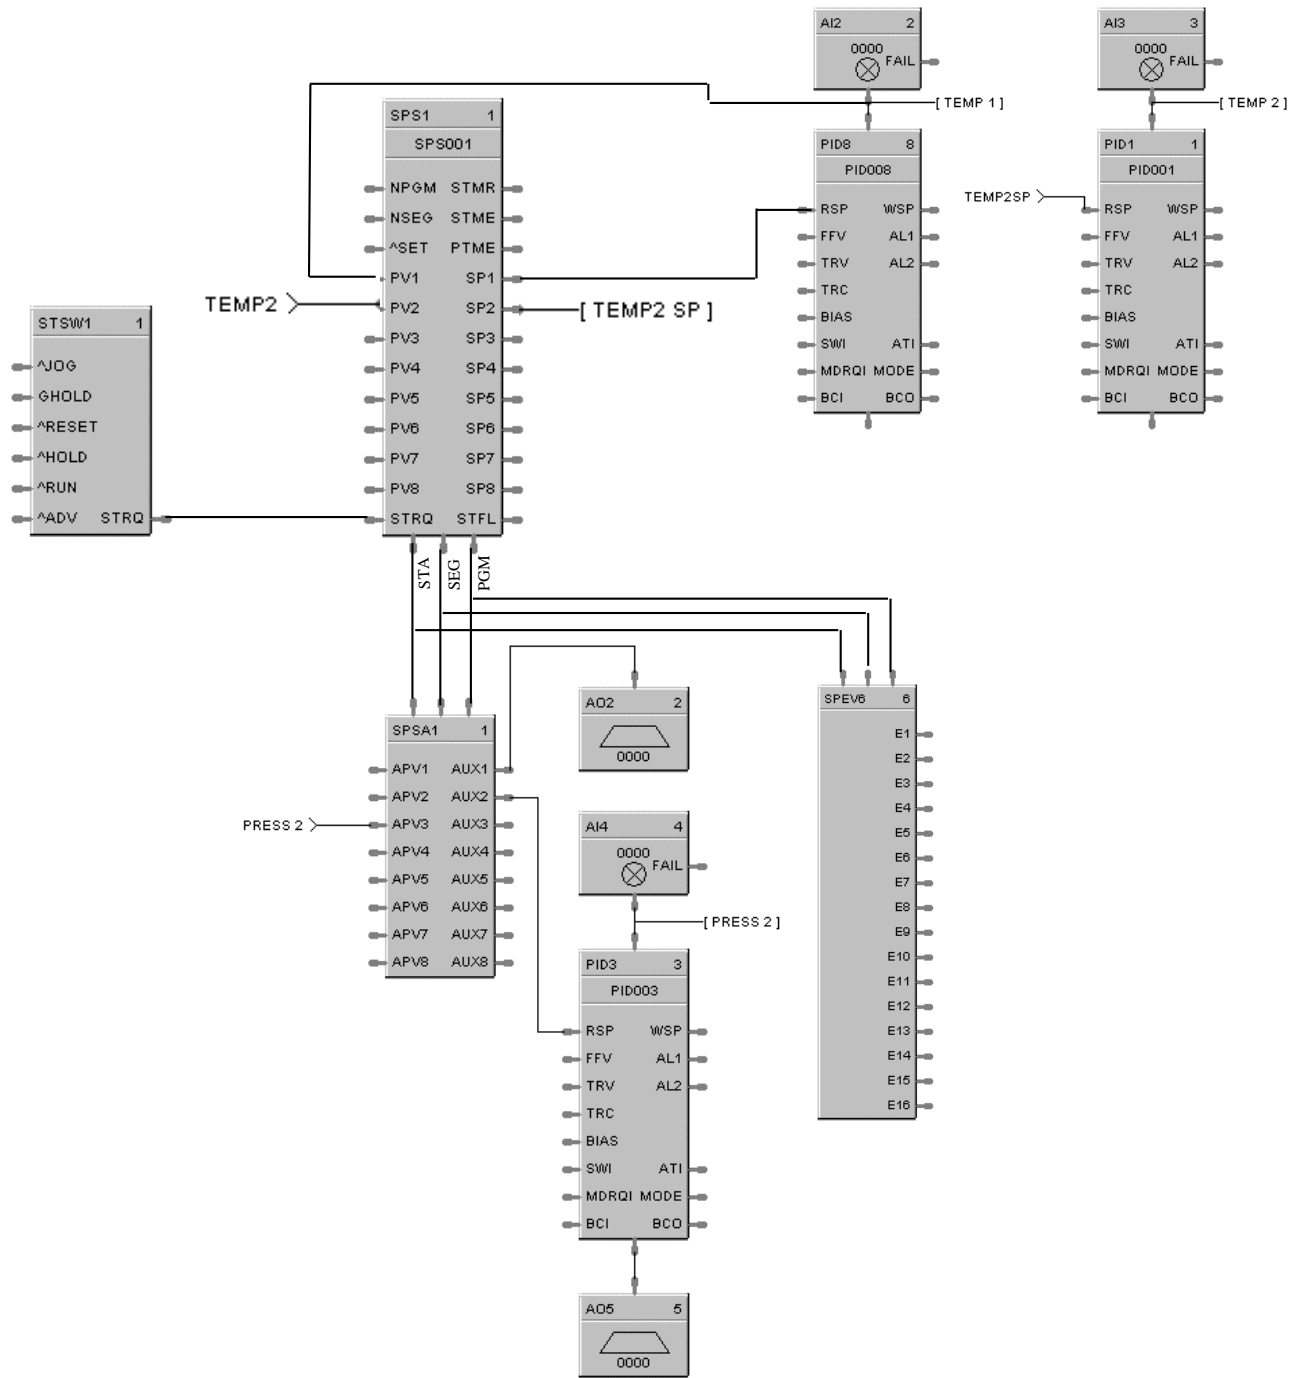 AI2 2
0000
FAIL
[ TEMP 1 ]
AI3 3
0000
FAIL
[ TEMP 2 ]
SPS1 1
SPS001
NPGM STMR
NSEG STME
^SET PTME
PV1 SP1
PV2 SP2
PV3 SP3
PV4 SP4
PV5 SP5
PV6 SP6
PV7 SP7
PV8 SP8
STRQ STFL
TEMP2
[ TEMP2 SP ]
PID8 8
PID008
RSP WSP
FFV AL1
TRV AL2
TRC
BIAS
SWI ATI
MDRQI MODE
BCI BCO
TEMP2SP
PID1 1
PID001
RSP WSP
FFV AL1
TRV AL2
TRC
BIAS
SWI ATI
MDRQI MODE
BCI BCO
STSW1 1
^JOG
GHOLD
^RESET
^HOLD
^RUN
^ADV STRQ
STA
SEG
PGM
AO2 2
0000
SPSA1 1
APV1 AUX1
APV2 AUX2
APV3 AUX3
APV4 AUX4
APV5 AUX5
APV6 AUX6
APV7 AUX7
APV8 AUX8
PRESS 2
AI4 4
0000
FAIL
[ PRESS 2 ]
PID3 3
PID003
RSP WSP
FFV AL1
TRV AL2
TRC
BIAS
SWI ATI
MDRQI MODE
BCI BCO
AO5 5
0000
SPEV6 6
E1
E2
E3
E4
E5
E6
E7
E8
E9
E10
E11
E12
E13
E14
E15
E16